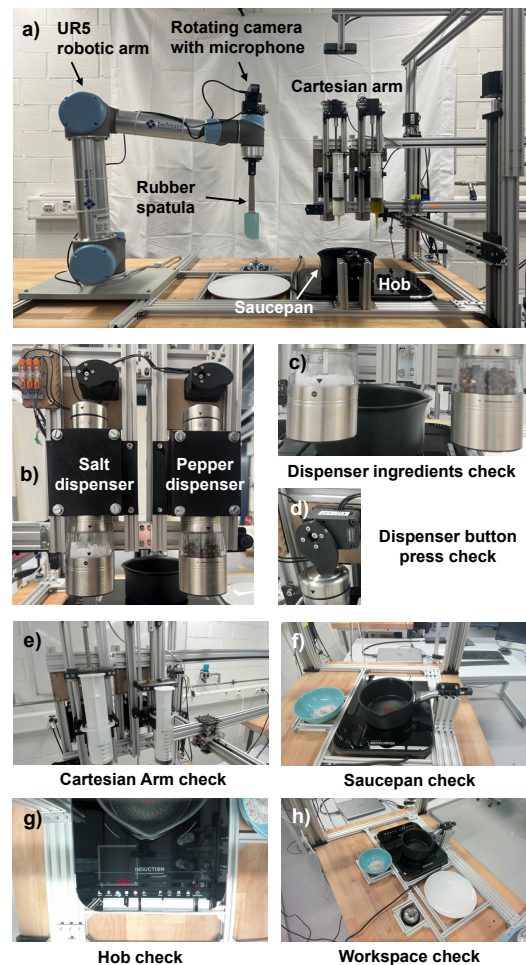 a)
UR5
robotic arm
Rotating camera
with microphone
Cartesian arm
Rubber
spatula
Saucepan
Hob
b)
Salt
dispenser
Pepper
dispenser
c)
Dispenser ingredients check
d)
Dispenser button
press check
e)
Cartesian Arm check
f)
Saucepan check
g)
INDUCTION
Hob check
h)
Workspace check